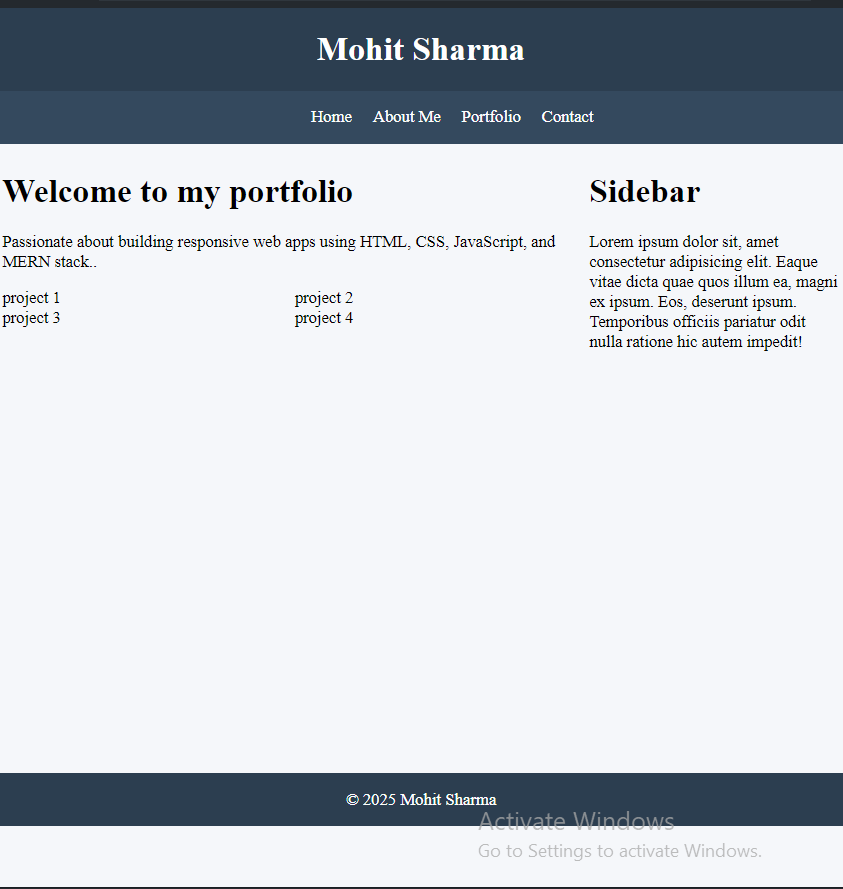 Mohit Sharma
Home About Me Portfolio Contact
Welcome to my portfolio
Passionate about building responsive web apps using HTML, CSS, JavaScript, and
MERN stack..
project 1 project 2
project 3 project 4
Sidebar
Lorem ipsum dolor sit, amet
consectetur adipisicing elit. Eaque
vitae dicta quae quos illum ea, magni
ex ipsum. Eos, deserunt ipsum.
Temporibus officiis pariatur odit
nulla ratione hic autem impedit!
© 2025 Mohit Sharma
Activate Windows
Go to Settings to activate Windows.